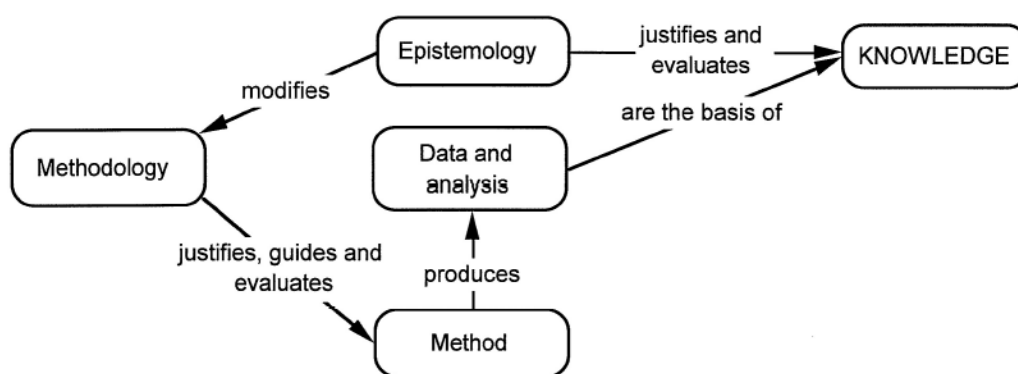 Epistemology
justifies and
evaluates
KNOWLEDGE
modifies
are the basis of
Methodology
Data and
analysis
justifies, guides and
evaluates
produces
Method